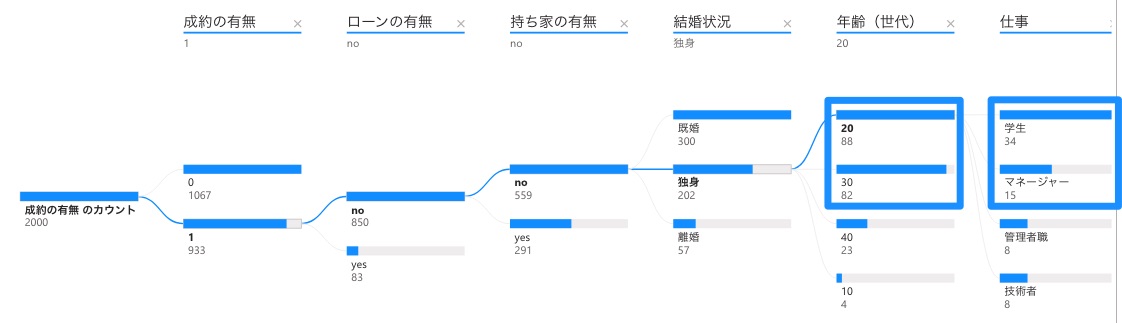 成約の有無 ×
1
ローンの有無 ×
no
持ち家の有無 ×
no
結婚状況 ×
独身
年齢（世代） ×
20
仕事
成約の有無 のカウント
2000
0
1067
1
933
no
850
yes
83
no
559
yes
291
既婚
300
独身
202
離婚
57
20
88
30
82
40
23
10
4
学生
34
マネージャー
15
管理者職
8
技術者
8